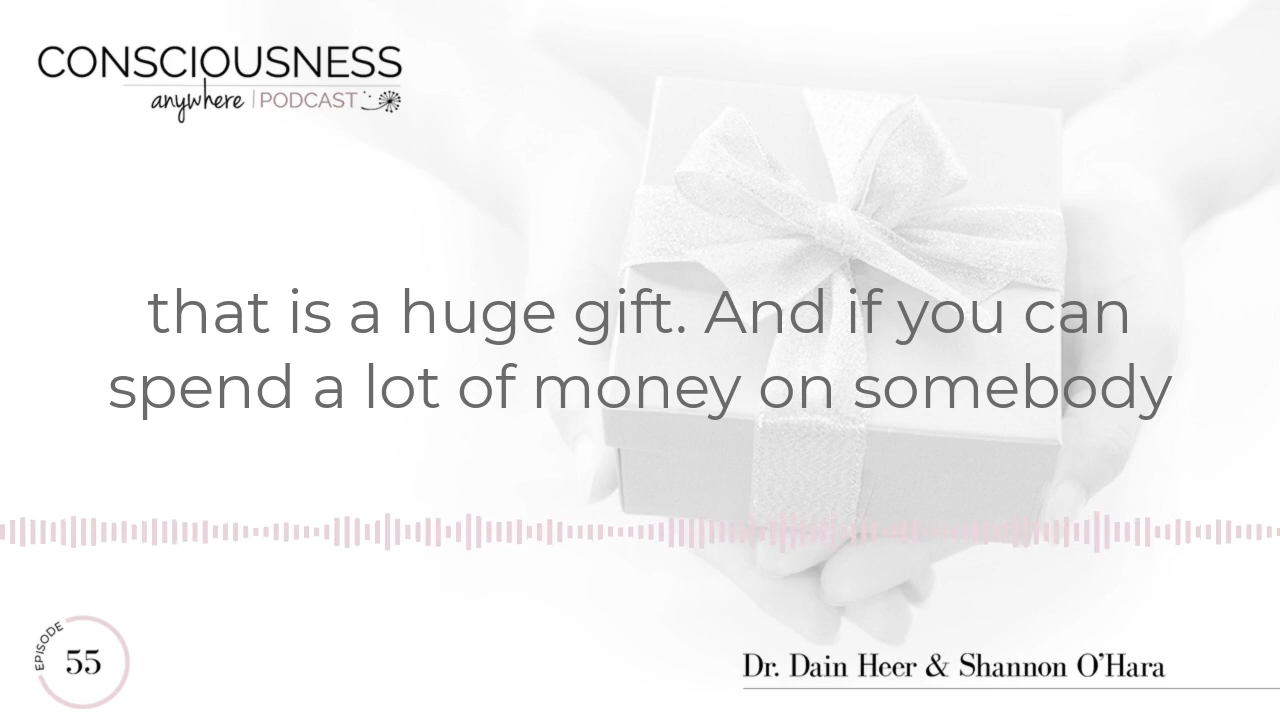 CONSCIOUSNESS
anywhere | PODCAST
that is a huge gift. And if you can
spend a lot of money on somebody
EPISODE
55
Dr. Dain Heer & Shannon O'Hara